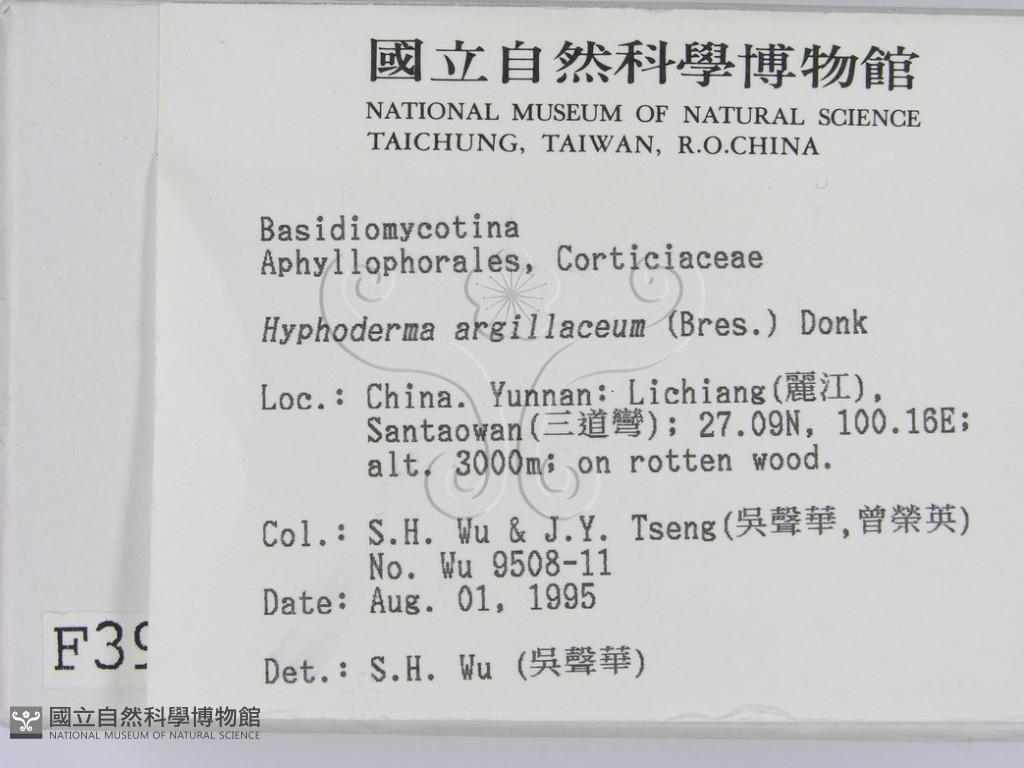 國立自然科學博物館
NATIONAL MUSEUM OF NATURAL SCIENCE
TAICHUNG, TAIWAN, R.O.CHINA
Basidiomycotina
Aphyllophorales, Corticiaceae
Hyphoderma argillaceum (Bres.) Donk
Loc.: China. Yunnan: Lichiang(麗江),
Santaowan(三道彎); 27.09N, 100.16E;
alt. 3000m; on rotten wood.
Col.: S.H. Wu & J.Y. Tseng(吳聲華,曾榮英)
No. Wu 9508-11
Date: Aug. 01, 1995
Det.: S.H. Wu (吳聲華)
F39
國立自然科學博物館
NATIONAL MUSEUM OF NATURAL SCIENCE